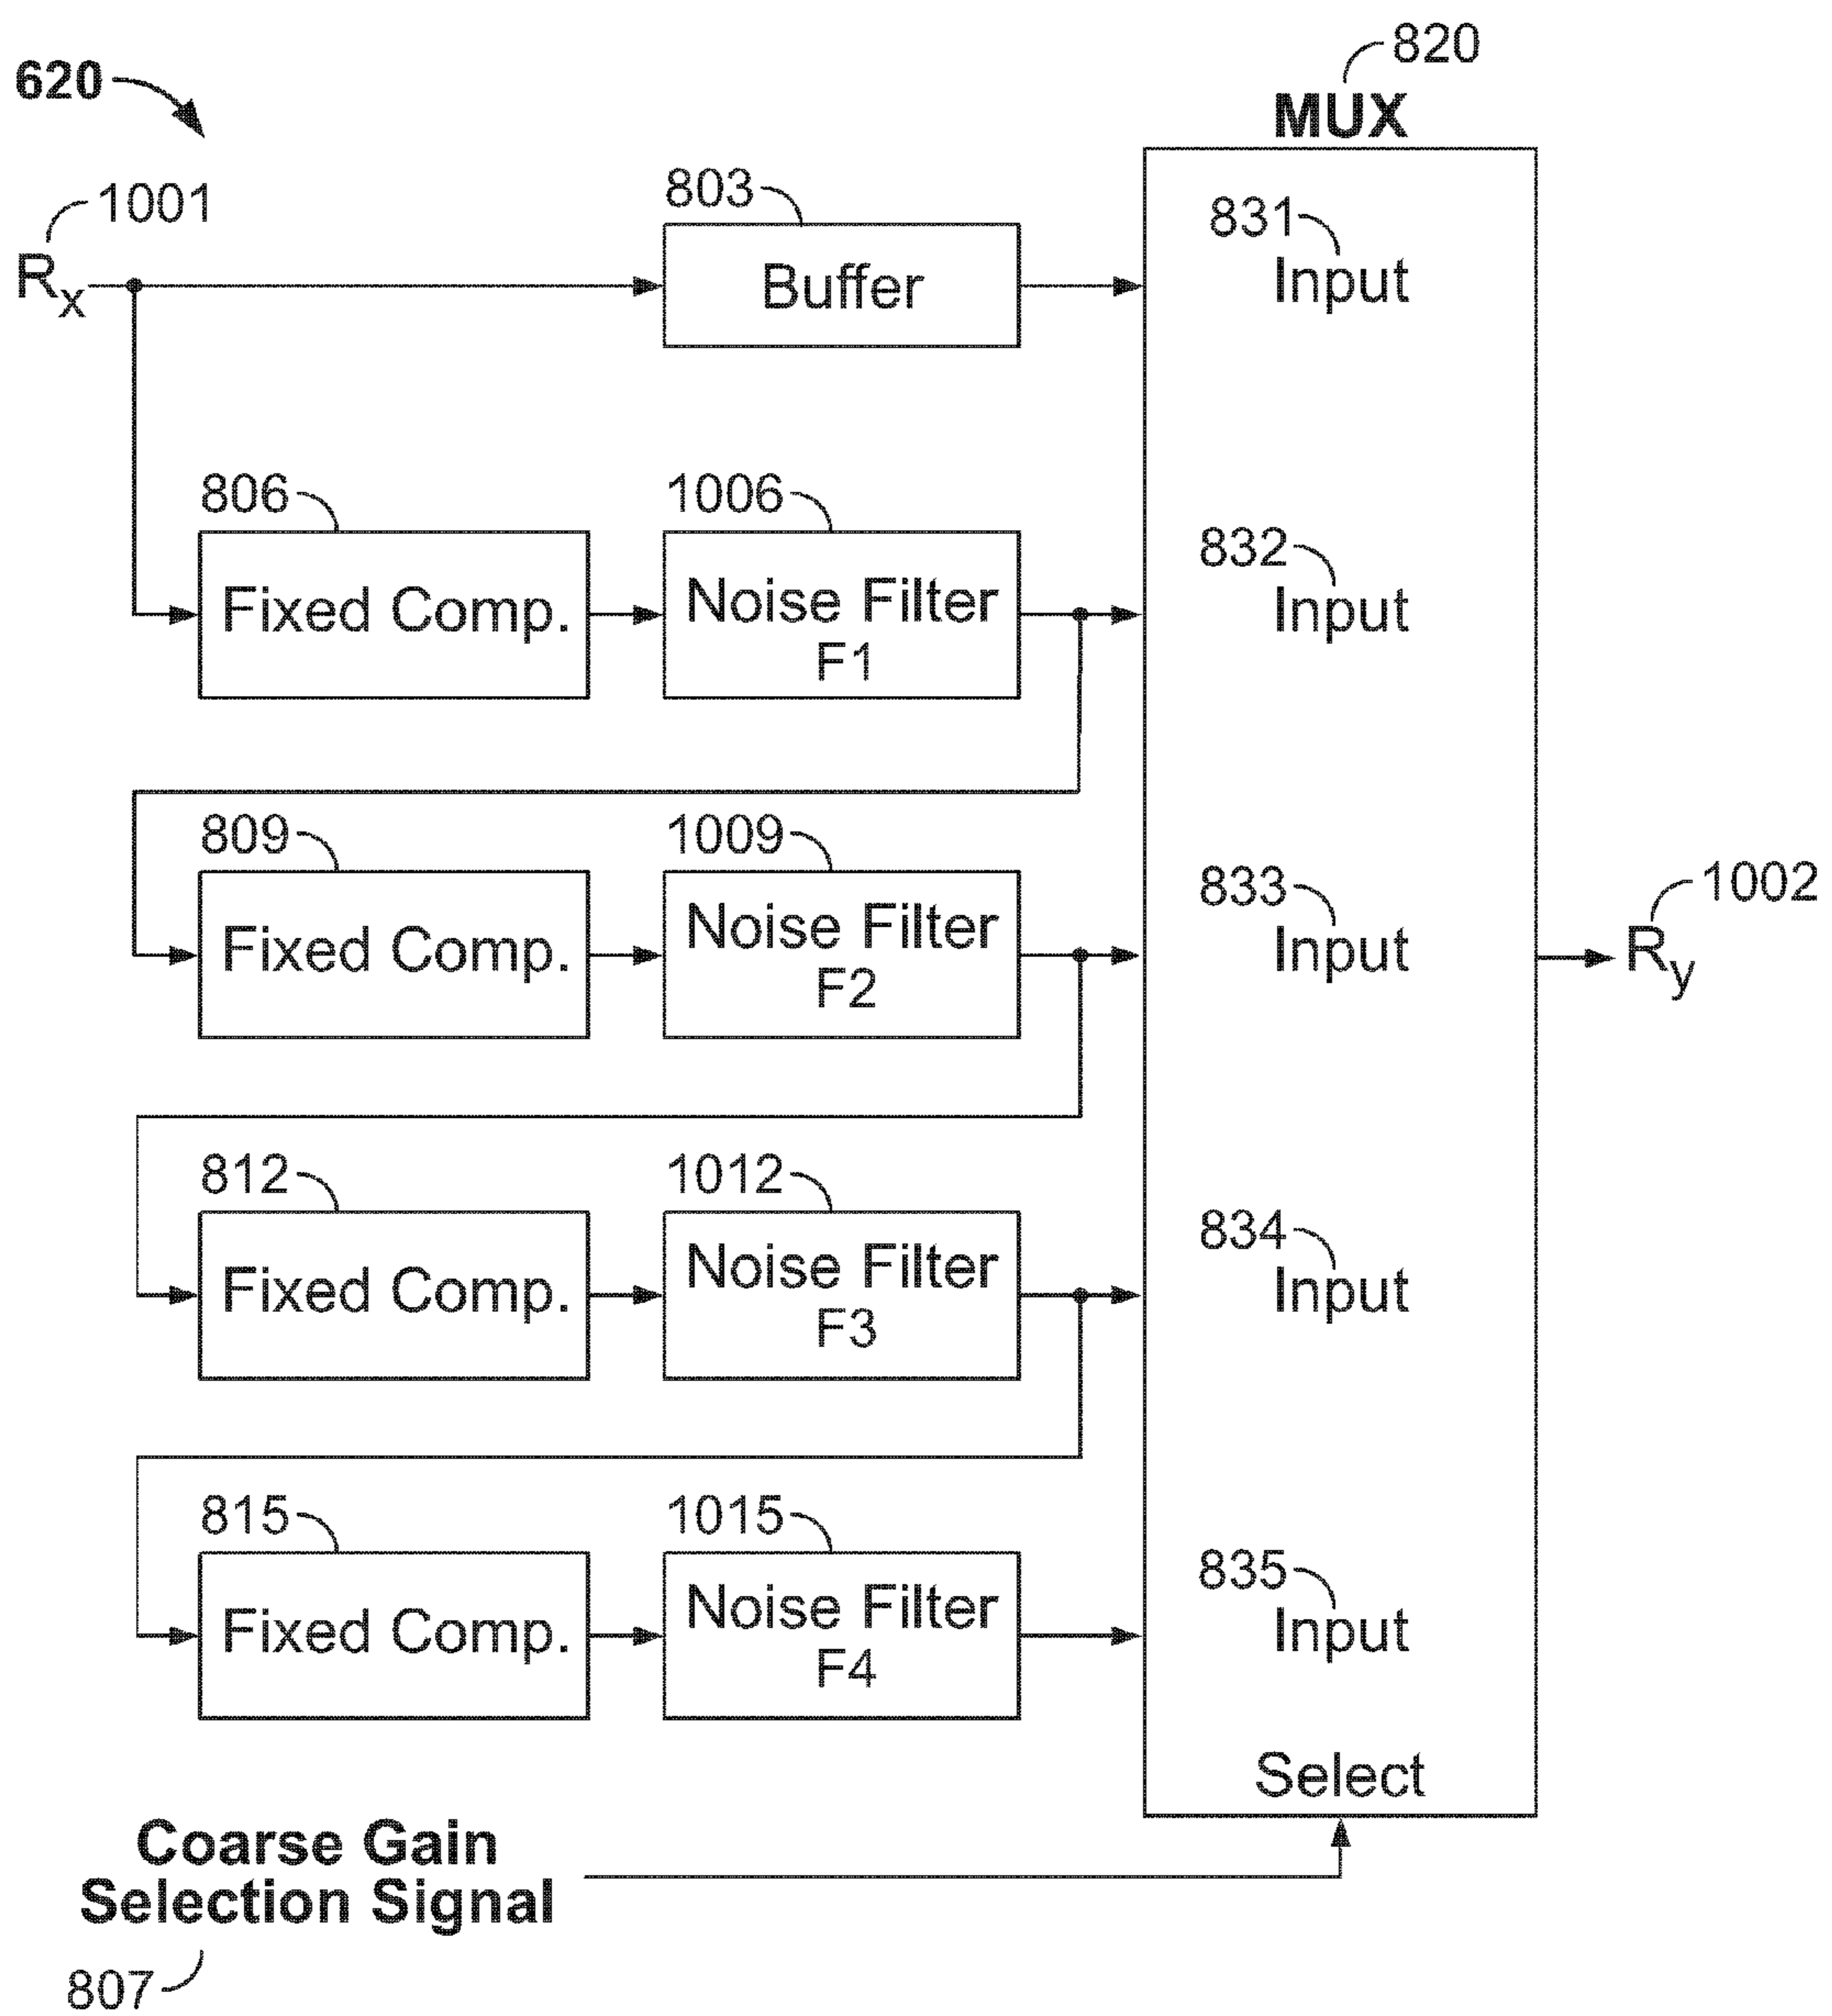 820
620
MUX
1001
803
831
Rx
Buffer
Input
806
1006
832
Fixed Comp.
Noise Filter
F1
Input
809
1009
833
1002
Fixed Comp.
Noise Filter
F2
Input
Ry
812
1012
834
Fixed Comp.
Noise Filter
F3
Input
815
1015
835
Fixed Comp.
Noise Filter
F4
Input
Select
Coarse Gain
Selection Signal
807